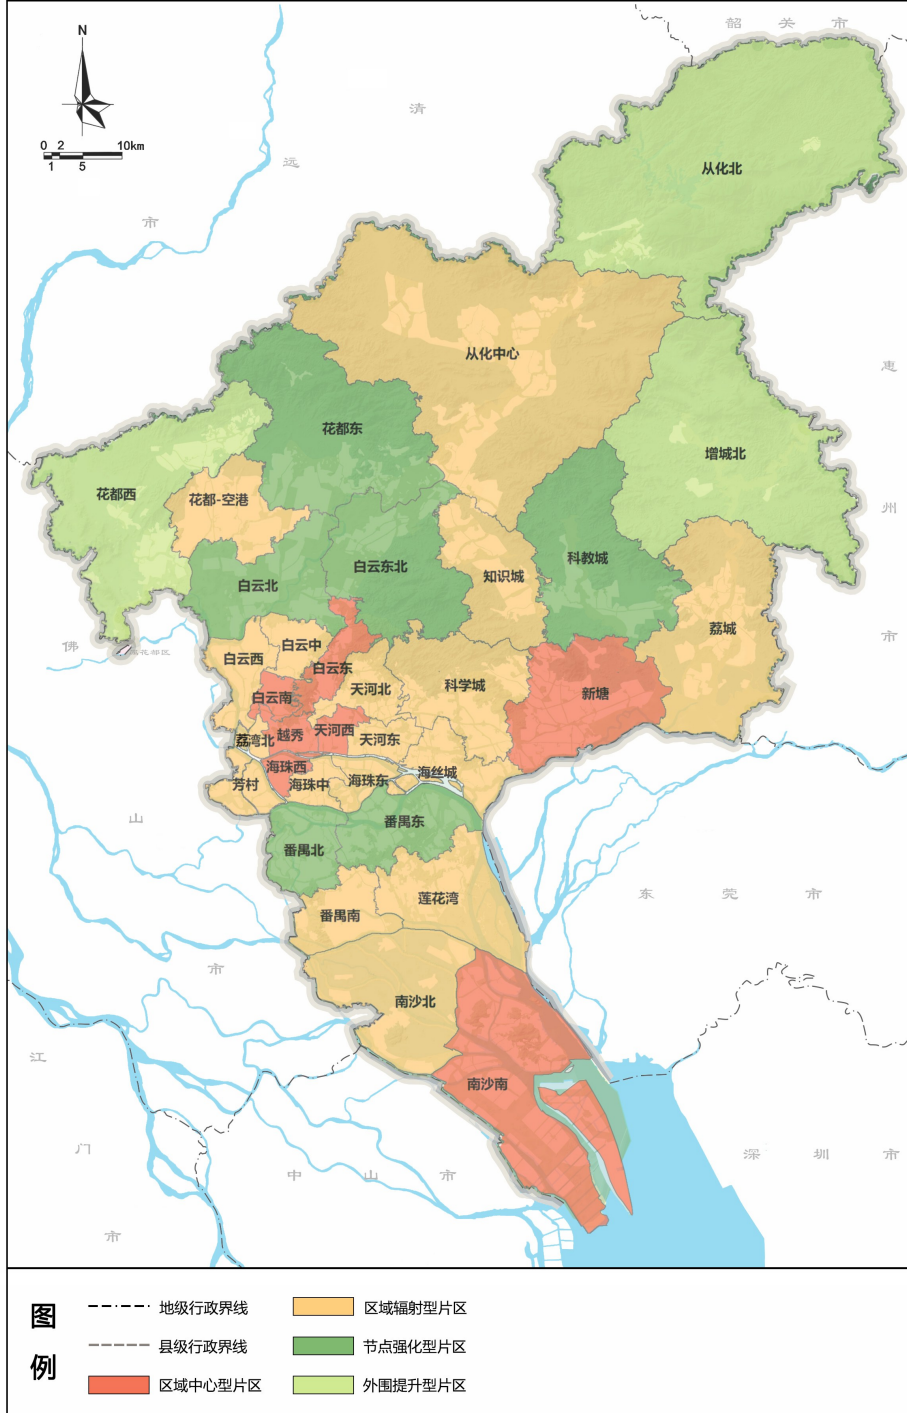 韶关市
N
清
0 2 10km
1 5
远
从化北
市
从化中心
惠
花都东
增城北
花都西
花都-空港
州
科教城
白云东北
知识城
白云北
荔城
市
佛
白云中
白云西
白云东
科学城
天河北
白云南
新塘
天河西
越秀
荔湾北
天河东
海珠西
海丝城
海珠东
海珠中
芳村
山
番禺东
番禺北
东莞市
莲花湾
番禺南
市
南沙北
江
南沙南
门
深圳市
中山市
市
图例
地级行政界线
区域辐射型片区
县级行政界线
节点强化型片区
区域中心型片区
外围提升型片区